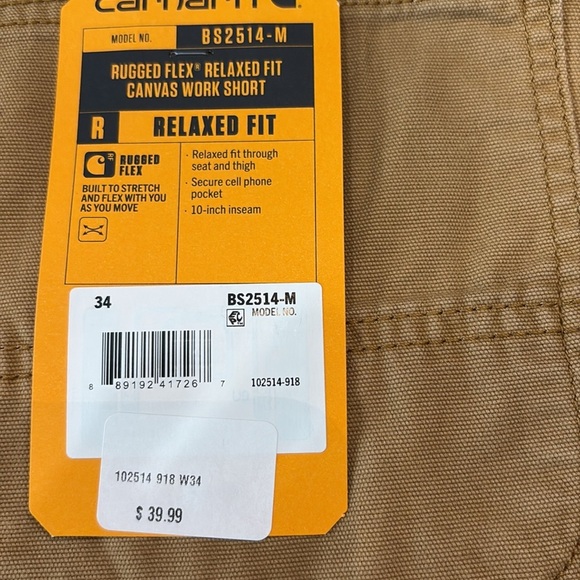 carhartt
MODEL NO. BS2514-M
RUGGED FLEX® RELAXED FIT
CANVAS WORK SHORT
R RELAXED FIT
RUGGED
FLEX
BUILT TO STRETCH
AND FLEX WITH YOU
AS YOU MOVE
· Relaxed fit through
seat and thigh
· Secure cell phone
pocket
· 10-inch inseam
34 BS2514-M
MODEL NO.
8 89192 41726 7
102514-918
102514 918 W34
$ 39.99